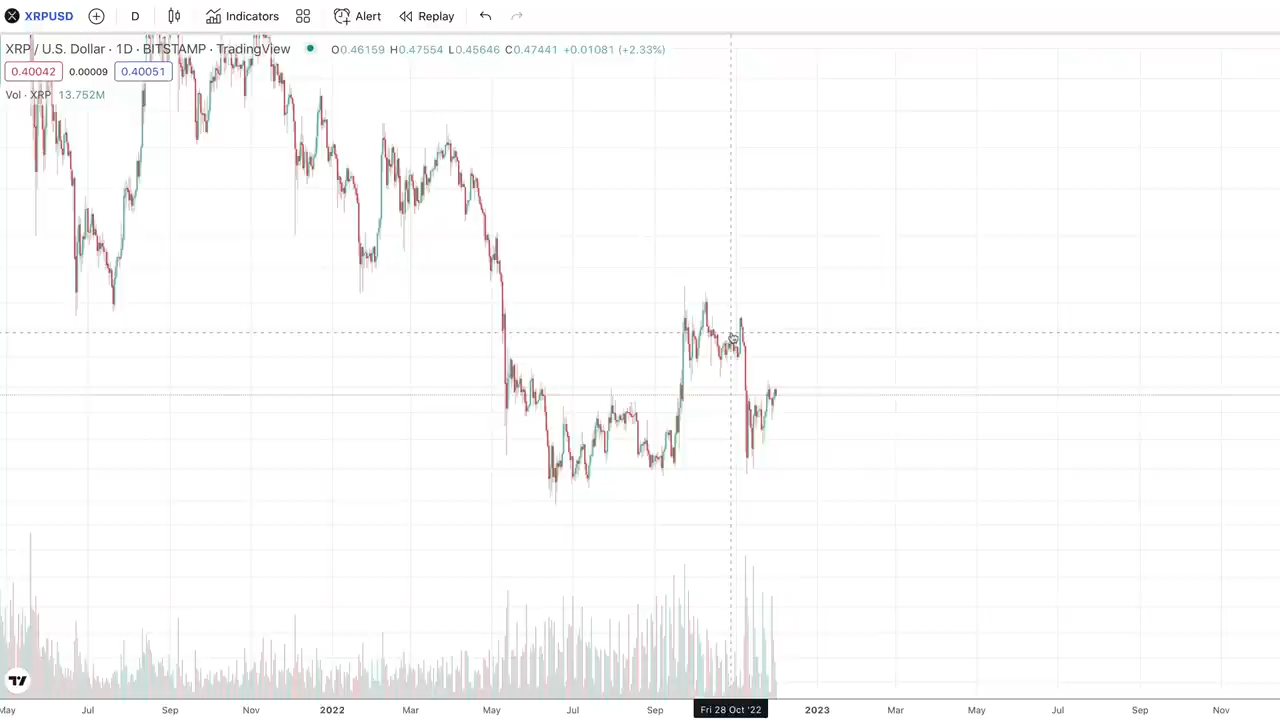 XRPUSD D Indicators Alert Replay
XRP / U.S. Dollar · 1D · BITSTAMP · TradingView O0.46159 H0.47554 L0.45646 C0.47441 +0.01081 (+2.33%)
0.40042 0.00009 0.40051
Vol · XRP 13.752M
May Jul Sep Nov 2022 Mar May Jul Sep Fri 28 Oct '22 2023 Mar May Jul Sep Nov